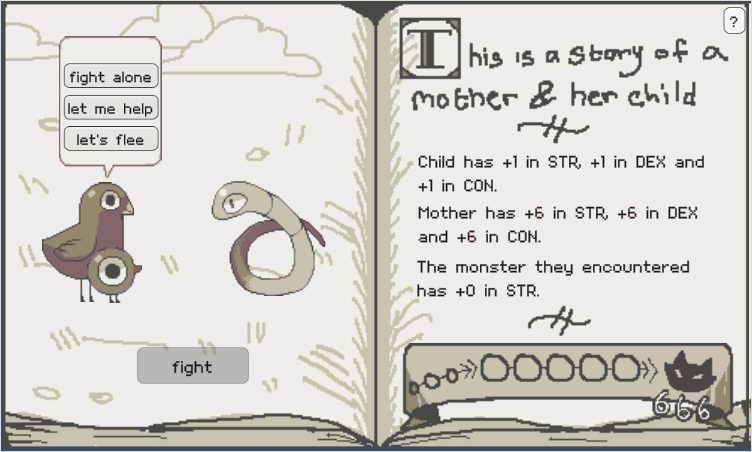 ?
fight alone
let me help
let's flee
fight
This is a story of a
mother & her child
Child has +1 in STR, +1 in DEX and
+1 in CON.
Mother has +6 in STR, +6 in DEX
and +6 in CON.
The monster they encountered
has +0 in STR.
666